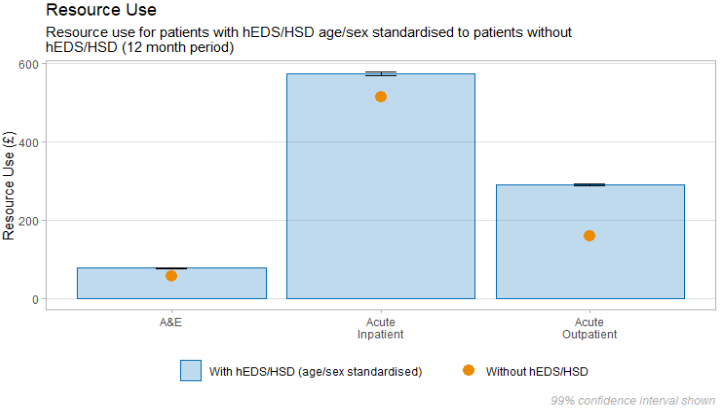 Resource Use
Resource use for patients with hEDS/HSD age/sex standardised to patients without
hEDS/HSD (12 month period)
Resource Use (£)
600
400
200
0
A&E
Acute
Inpatient
Acute
Outpatient
With hEDS/HSD (age/sex standardised)
Without hEDS/HSD
99% confidence interval shown